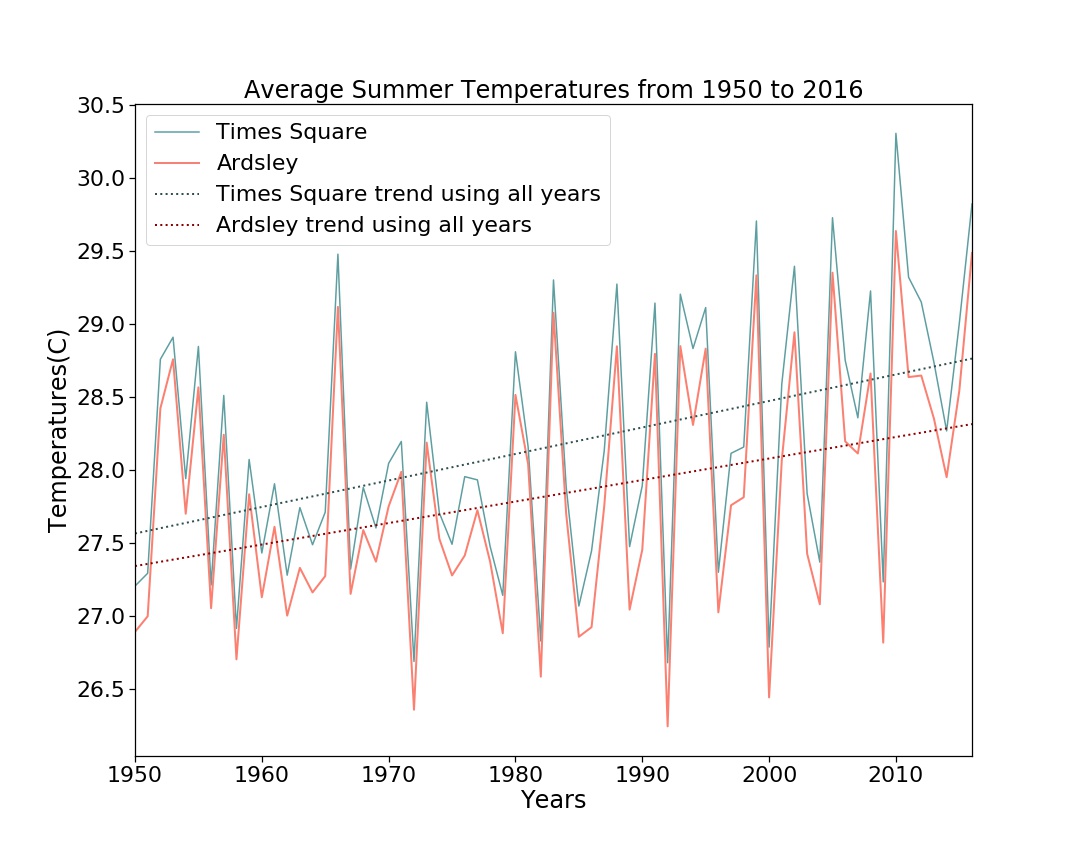 Average Summer Temperatures from 1950 to 2016
30.5
30.0
29.5
29.0
28.5
28.0
27.5
27.0
26.5
Temperatures(C)
Times Square
Ardsley
Times Square trend using all years
Ardsley trend using all years
1950 1960 1970 1980 1990 2000 2010
Years